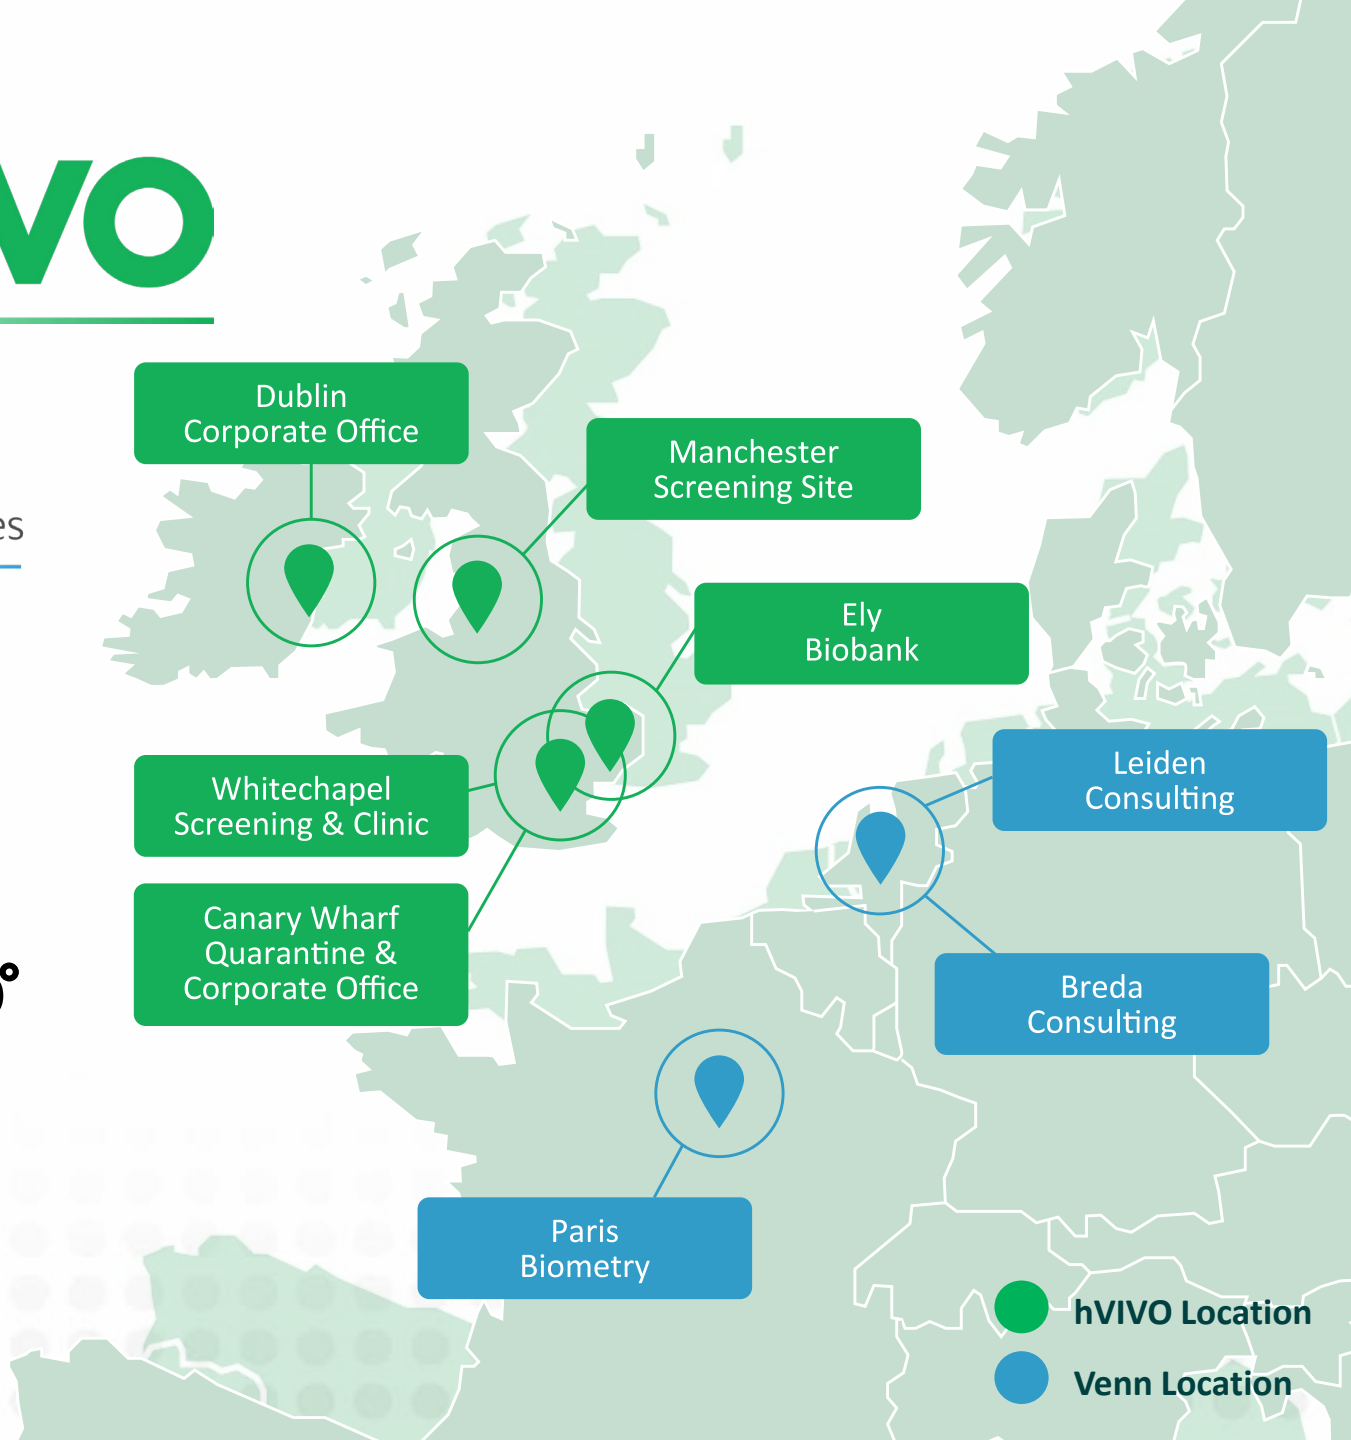 VO
es
Dublin
Corporate Office
Manchester
Screening Site
Ely
Biobank
Whitechapel
Screening & Clinic
Leiden
Consulting
Canary Wharf
Quarantine &
Corporate Office
Breda
Consulting
Paris
Biometry
hVIVO Location
Venn Location